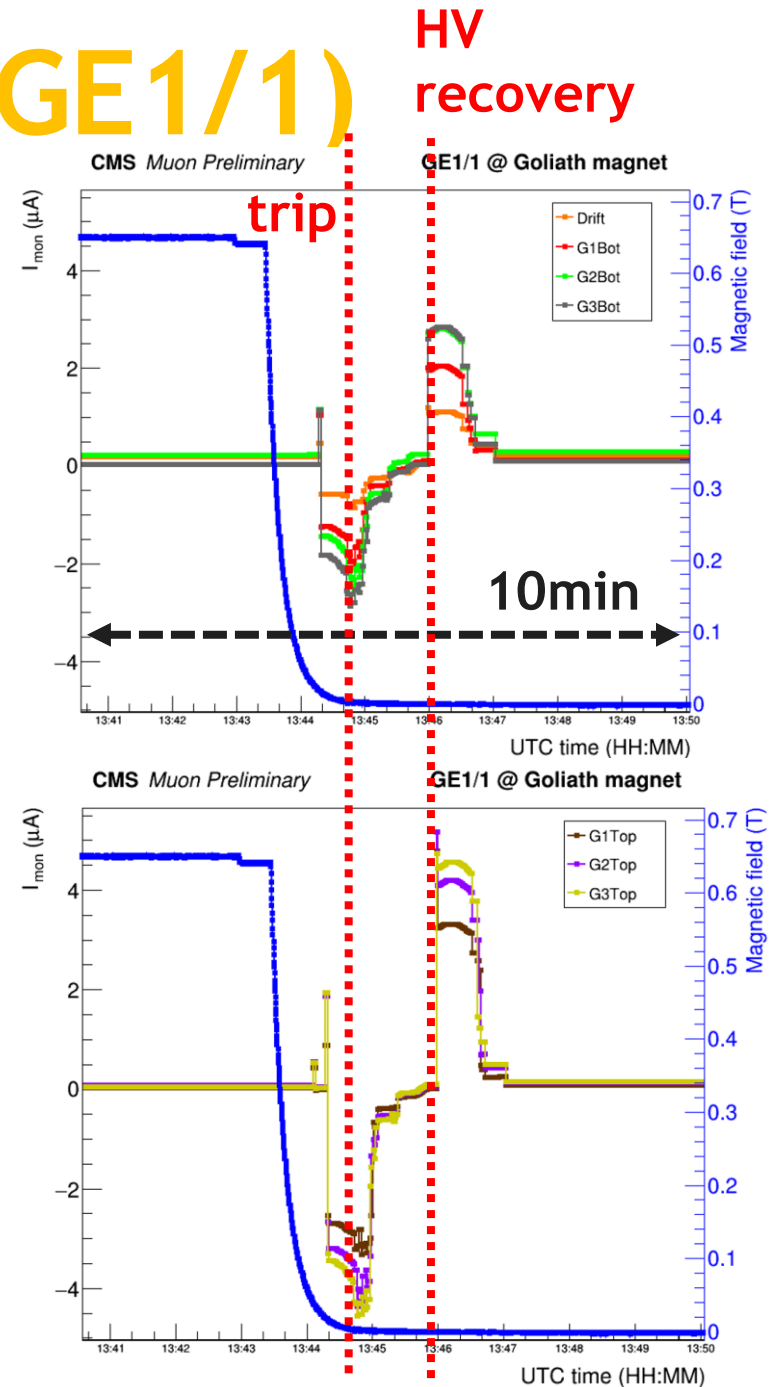 HV
recovery
GE1/1)
CMS Muon Preliminary
GE1/1 @ Goliath magnet
trip
Imon (μA)
Magnetic field (T)
Drift
G1Bot
G2Bot
G3Bot
4
2
0
−2
−4
0.7
0.6
0.5
0.4
0.3
0.2
0.1
0
10min
13:41 13:42 13:43 13:44 13:45 13:46 13:47 13:48 13:49 13:50
UTC time (HH:MM)
CMS Muon Preliminary
GE1/1 @ Goliath magnet
Imon (μA)
Magnetic field (T)
G1Top
G2Top
G3Top
4
2
0
−2
−4
0.7
0.6
0.5
0.4
0.3
0.2
0.1
0
13:41 13:42 13:43 13:44 13:45 13:46 13:47 13:48 13:49 13:50
UTC time (HH:MM)